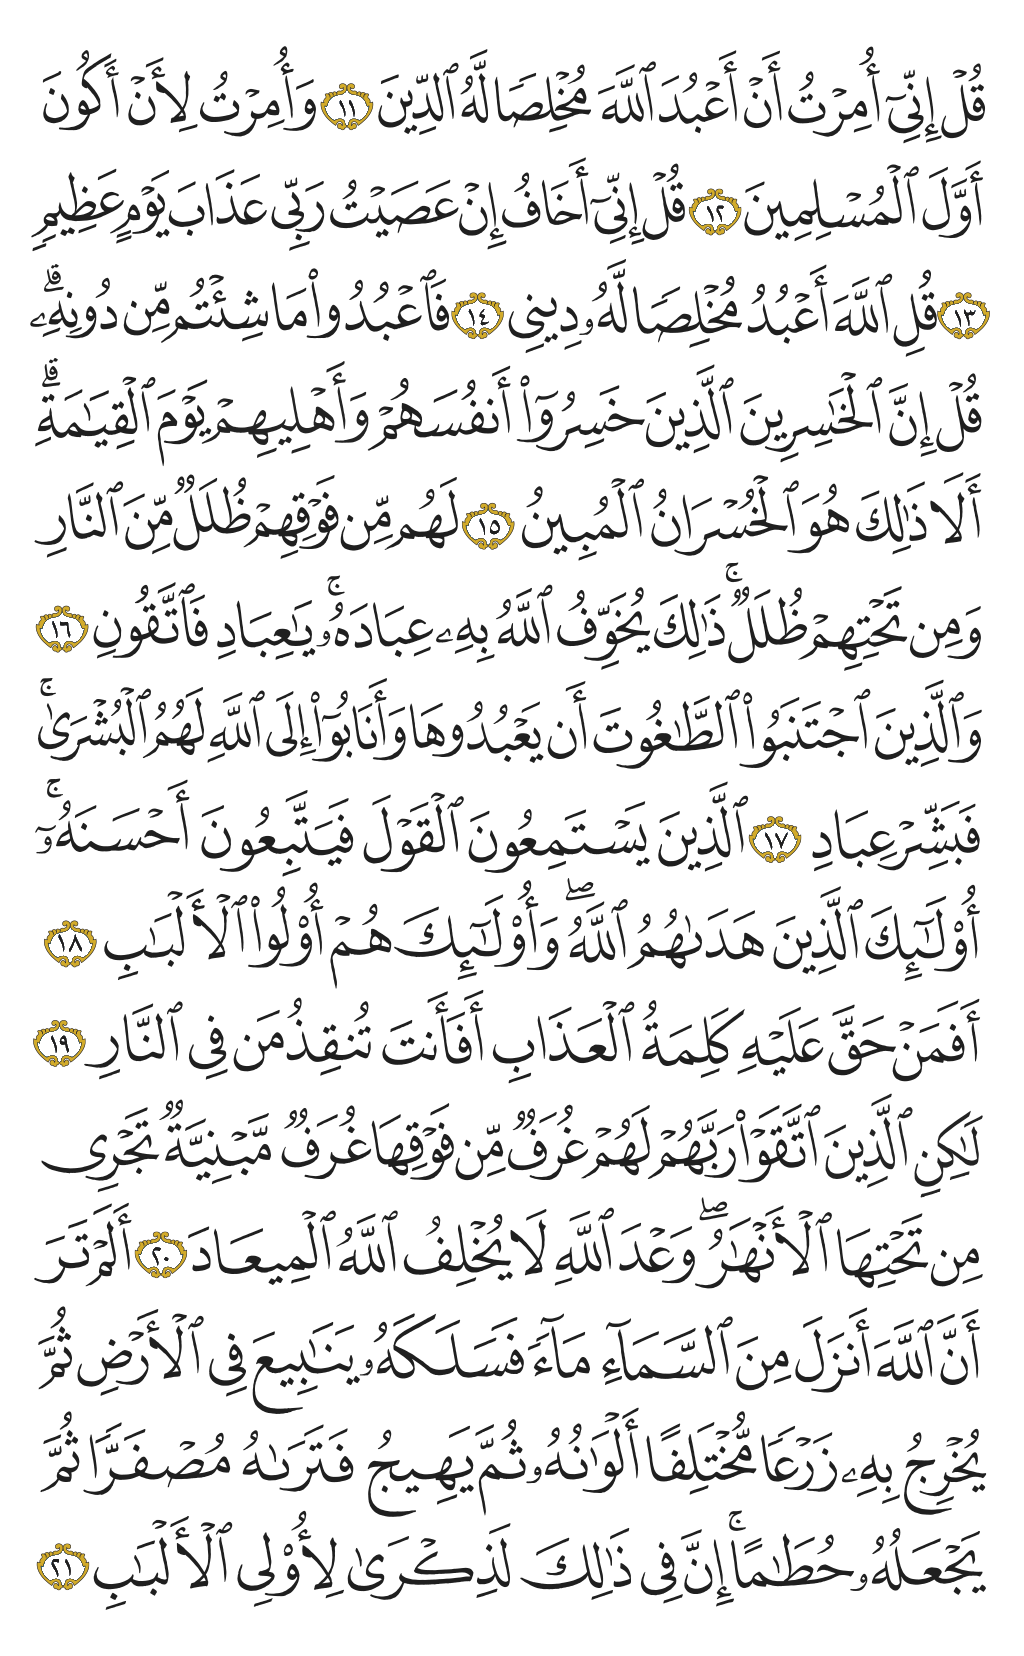 قُلۡ إِنِّيٓ أُمِرۡتُ أَنۡ أَعۡبُدَ ٱللَّهَ مُخۡلِصٗا لَّهُ ٱلدِّينَ ١١ وَأُمِرۡتُ لِأَنۡ أَكُونَ
أَوَّلَ ٱلۡمُسۡلِمِينَ ١٢ قُلۡ إِنِّيٓ أَخَافُ إِنۡ عَصَيۡتُ رَبِّي عَذَابَ يَوۡمٍ عَظِيمٖ
١٣ قُلِ ٱللَّهَ أَعۡبُدُ مُخۡلِصٗا لَّهُۥ دِينِي ١٤ فَٱعۡبُدُواْ مَا شِئۡتُم مِّن دُونِهِۦۗ
قُلۡ إِنَّ ٱلۡخَٰسِرِينَ ٱلَّذِينَ خَسِرُوٓاْ أَنفُسَهُمۡ وَأَهۡلِيهِمۡ يَوۡمَ ٱلۡقِيَٰمَةِۗ
أَلَا ذَٰلِكَ هُوَ ٱلۡخُسۡرَانُ ٱلۡمُبِينُ ١٥ لَهُم مِّن فَوۡقِهِمۡ ظُلَلٞ مِّنَ ٱلنَّارِ
وَمِن تَحۡتِهِمۡ ظُلَلٞۚ ذَٰلِكَ يُخَوِّفُ ٱللَّهُ بِهِۦ عِبَادَهُۥۚ يَٰعِبَادِ فَٱتَّقُونِ ١٦
وَٱلَّذِينَ ٱجۡتَنَبُواْ ٱلطَّٰغُوتَ أَن يَعۡبُدُوهَا وَأَنَابُوٓاْ إِلَى ٱللَّهِ لَهُمُ ٱلۡبُشۡرَىٰۚ
فَبَشِّرۡ عِبَادِ ١٧ ٱلَّذِينَ يَسۡتَمِعُونَ ٱلۡقَوۡلَ فَيَتَّبِعُونَ أَحۡسَنَهُۥٓۚ
أُوْلَٰٓئِكَ ٱلَّذِينَ هَدَىٰهُمُ ٱللَّهُۖ وَأُوْلَٰٓئِكَ هُمۡ أُوْلُواْ ٱلۡأَلۡبَٰبِ ١٨
أَفَمَنۡ حَقَّ عَلَيۡهِ كَلِمَةُ ٱلۡعَذَابِ أَفَأَنتَ تُنقِذُ مَن فِي ٱلنَّارِ ١٩
لَٰكِنِ ٱلَّذِينَ ٱتَّقَوۡاْ رَبَّهُمۡ لَهُمۡ غُرَفٞ مِّن فَوۡقِهَا غُرَفٞ مَّبۡنِيَّةٞ تَجۡرِي
مِن تَحۡتِهَا ٱلۡأَنۡهَٰرُۖ وَعۡدَ ٱللَّهِ لَا يُخۡلِفُ ٱللَّهُ ٱلۡمِيعَادَ ٢٠ أَلَمۡ تَرَ
أَنَّ ٱللَّهَ أَنزَلَ مِنَ ٱلسَّمَآءِ مَآءٗ فَسَلَكَهُۥ يَنَٰبِيعَ فِي ٱلۡأَرۡضِ ثُمَّ
يُخۡرِجُ بِهِۦ زَرۡعٗا مُّخۡتَلِفًا أَلۡوَٰنُهُۥ ثُمَّ يَهِيجُ فَتَرَىٰهُ مُصۡفَرّٗا ثُمَّ
يَجۡعَلُهُۥ حُطَٰمًاۚ إِنَّ فِي ذَٰلِكَ لَذِكۡرَىٰ لِأُوْلِي ٱلۡأَلۡبَٰبِ ٢١